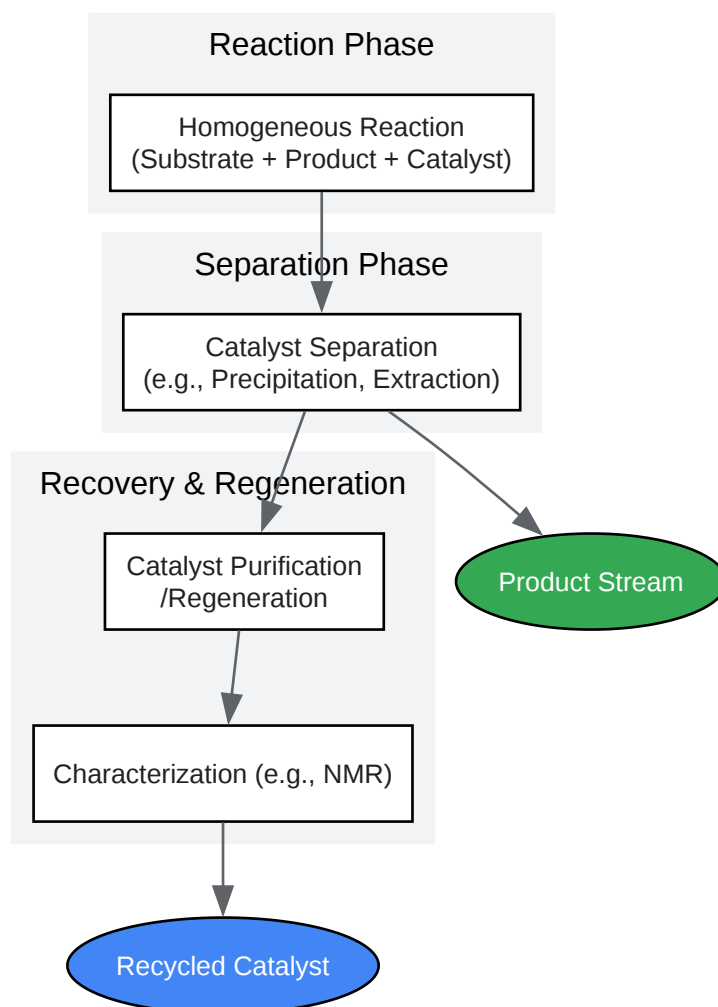 Reaction Phase
Homogeneous Reaction
(Substrate + Product + Catalyst)
Separation Phase
Catalyst Separation
(e.g., Precipitation, Extraction)
Recovery & Regeneration
Catalyst Purification
/Regeneration
Product Stream
Characterization (e.g., NMR)
Recycled Catalyst